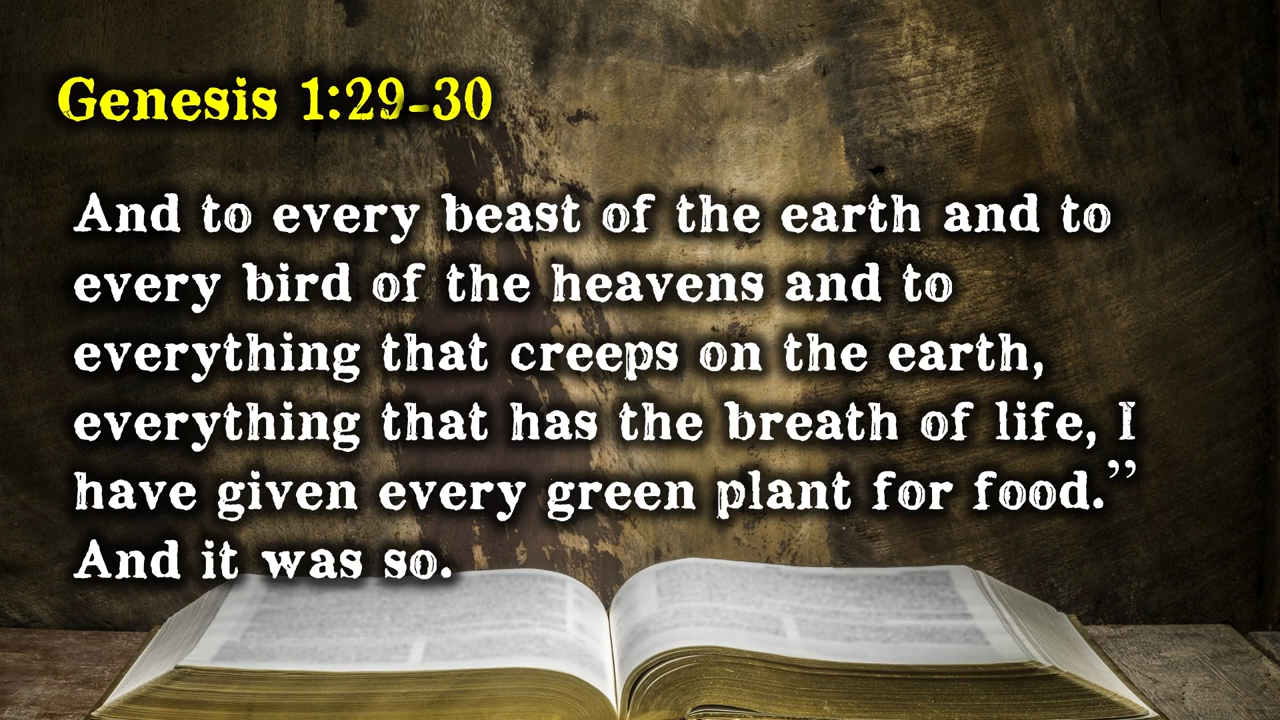 Genesis 1:29-30
And to every beast of the earth and to
every bird of the heavens and to
everything that creeps on the earth,
everything that has the breath of life, I
have given every green plant for food.”
And it was so.